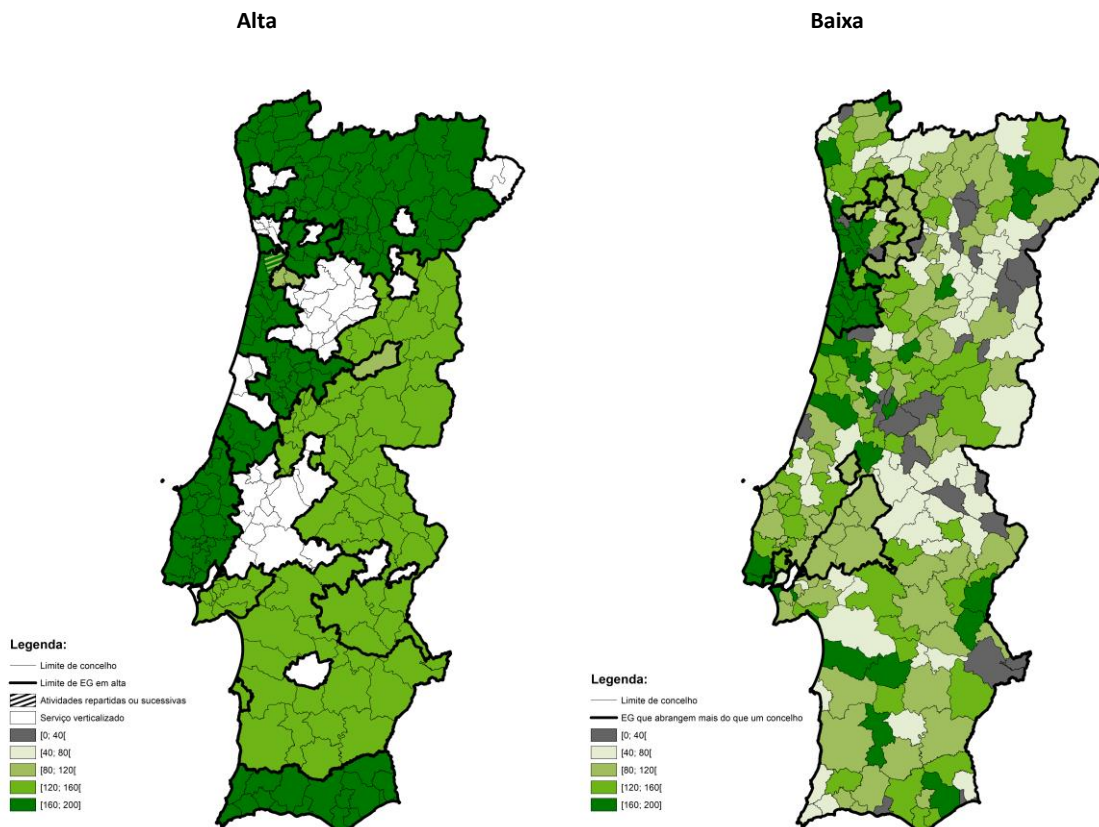 Alta
Baixa
Legenda:
Limite de concelho
Limite de EG em alta
Atividades repartidas ou sucessivas
Serviço verticalizado
[0; 40[
[40; 80[
[80; 120[
[120; 160[
[160; 200]
Legenda:
Limite de concelho
EG que abrangem mais do que um concelho
[0; 40[
[40; 80[
[80; 120[
[120; 160[
[160; 200]